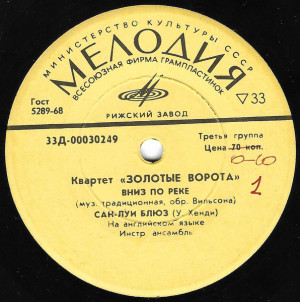 МИНИСТЕРСТВО КУЛЬТУРЫ СССР
МЕЛОДИЯ
ВСЕСОЮЗНАЯ ФИРМА ГРАМПЛАСТИНОК
Гост
5289-68
▽33
РИЖСКИЙ ЗАВОД
33Д-00030249
Третья группа
Цена 70 коп.
0-60
1
Квартет «ЗОЛОТЫЕ ВОРОТА»
ВНИЗ ПО РЕКЕ
(муз. традиционная, обр. Вильсона)
САН-ЛУИ БЛЮЗ (У. Хенди)
На английском языке
Инстр ансамбль